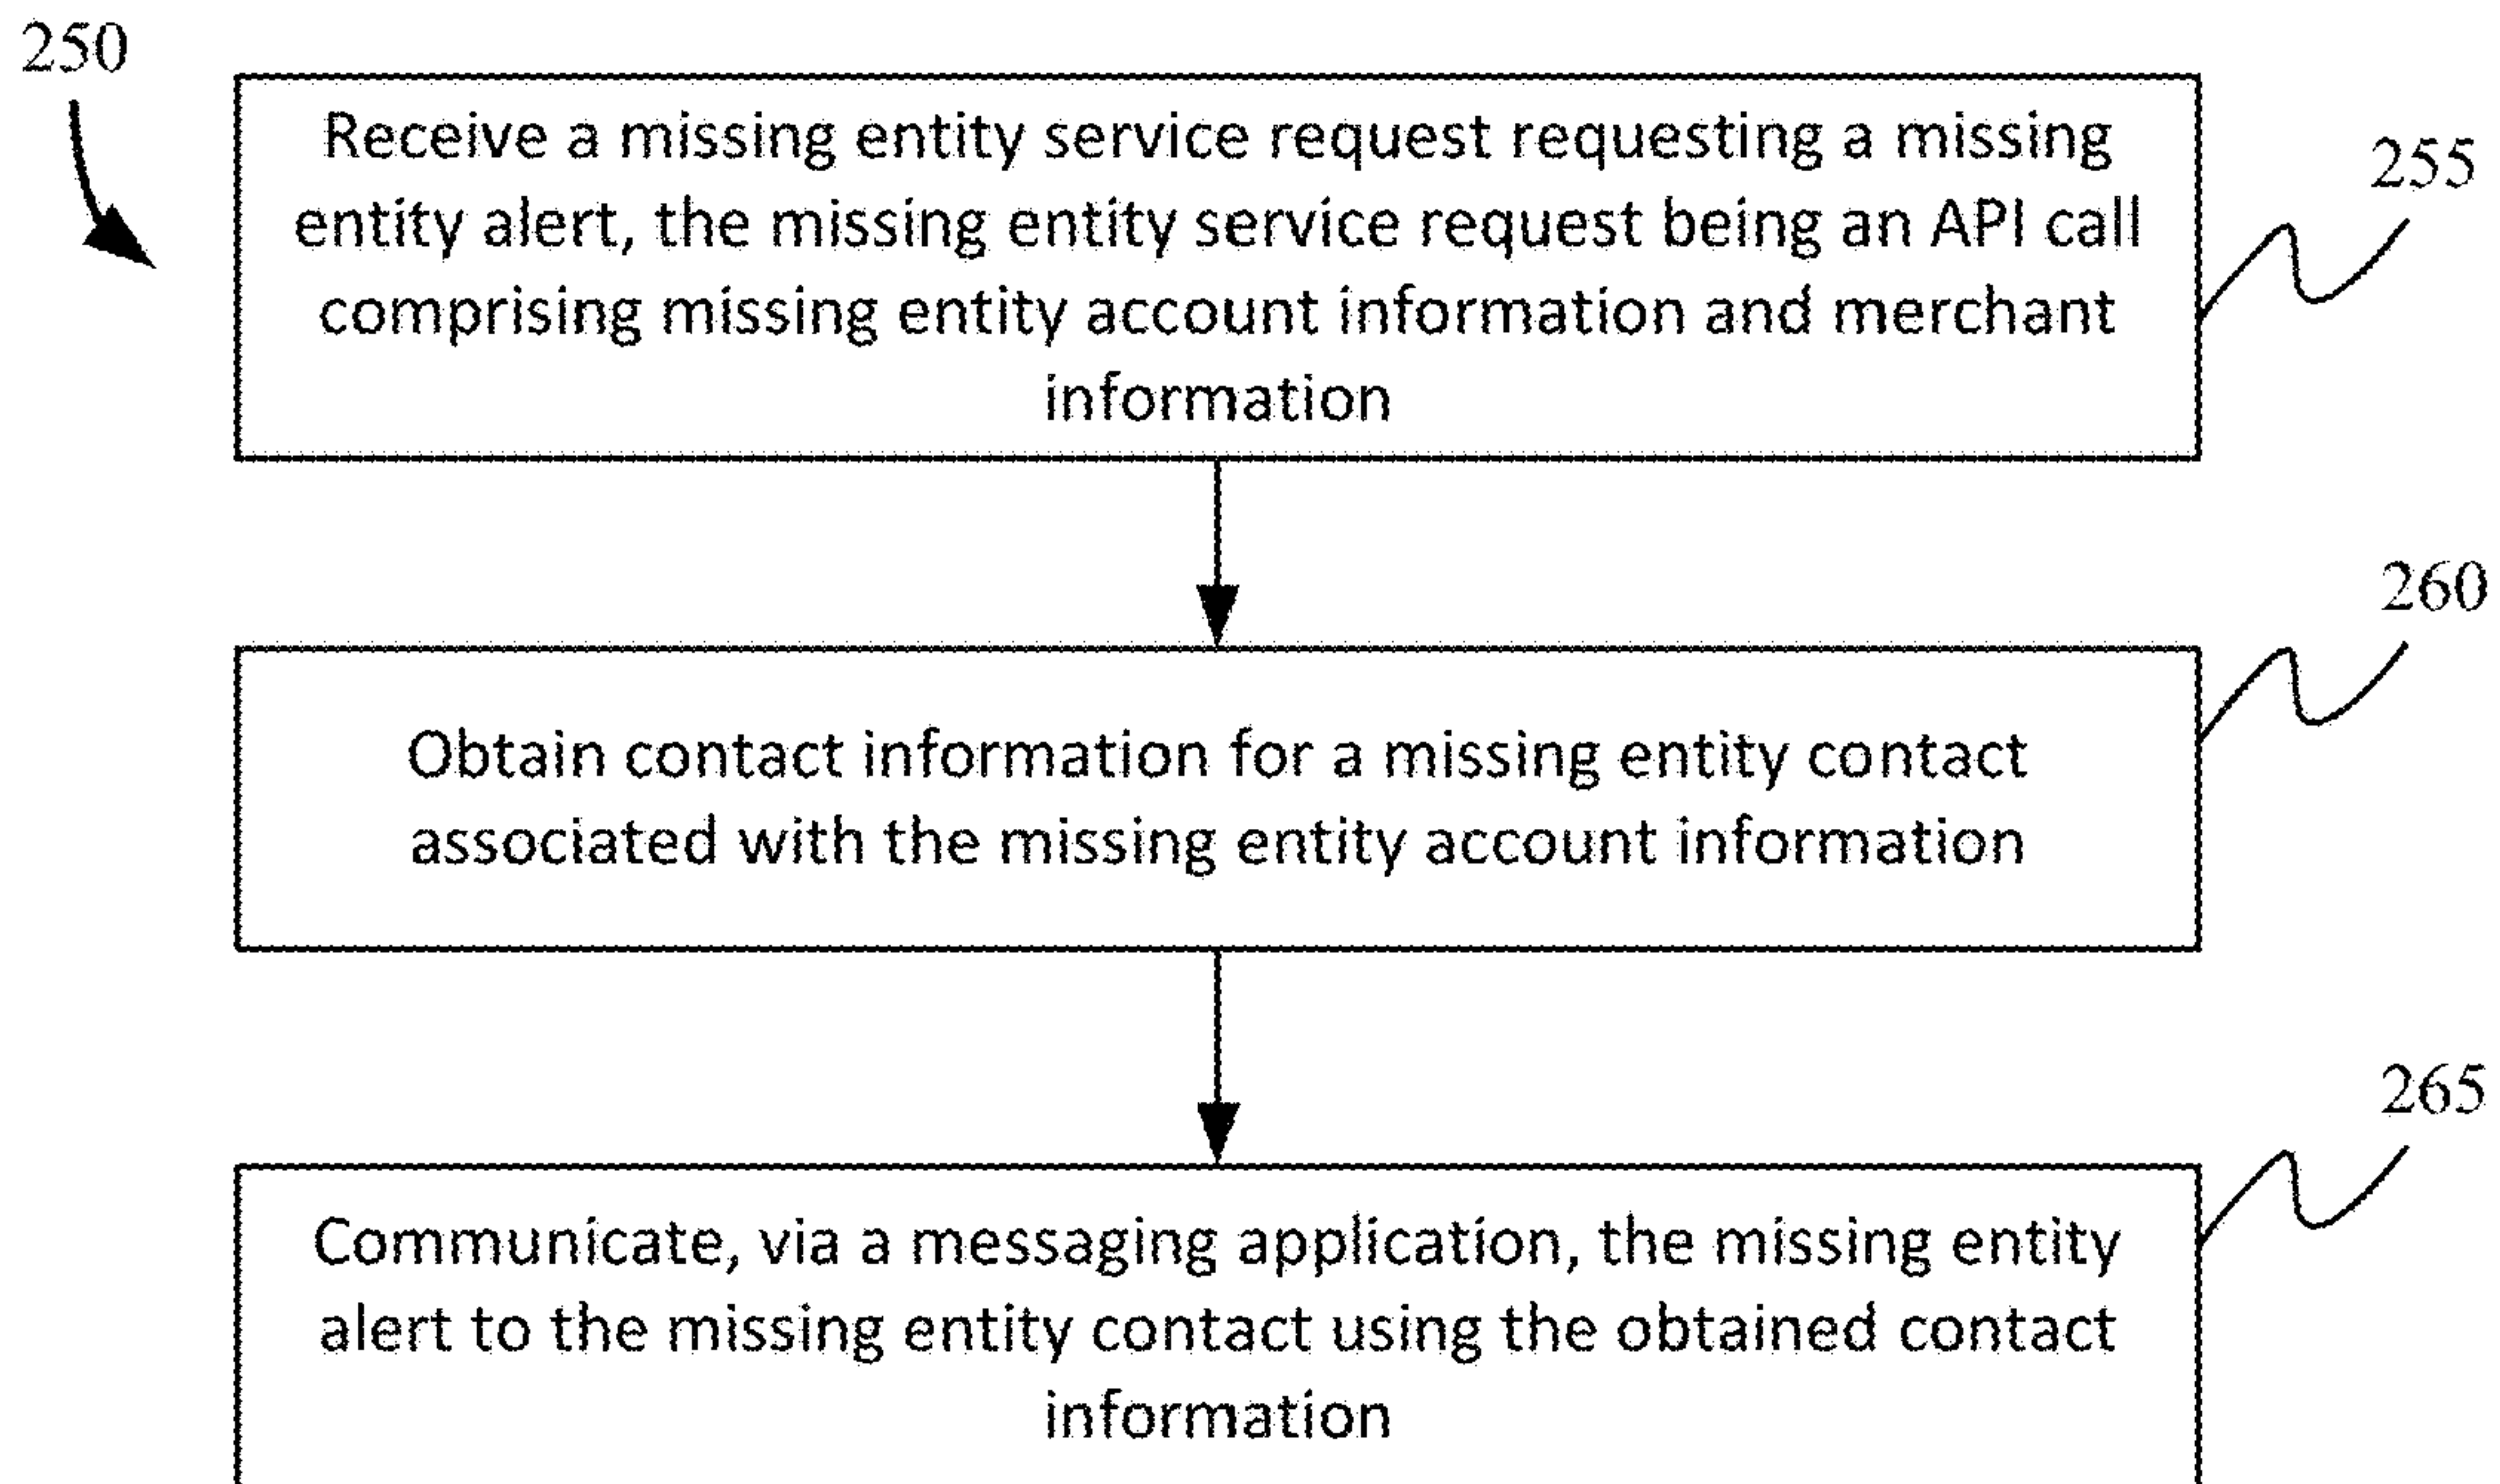 250
Receive a missing entity service request requesting a missing
entity alert, the missing entity service request being an API call
comprising missing entity account information and merchant
information
255
Obtain contact information for a missing entity contact
associated with the missing entity account information
260
Communicate, via a messaging application, the missing entity
alert to the missing entity contact using the obtained contact
information
265